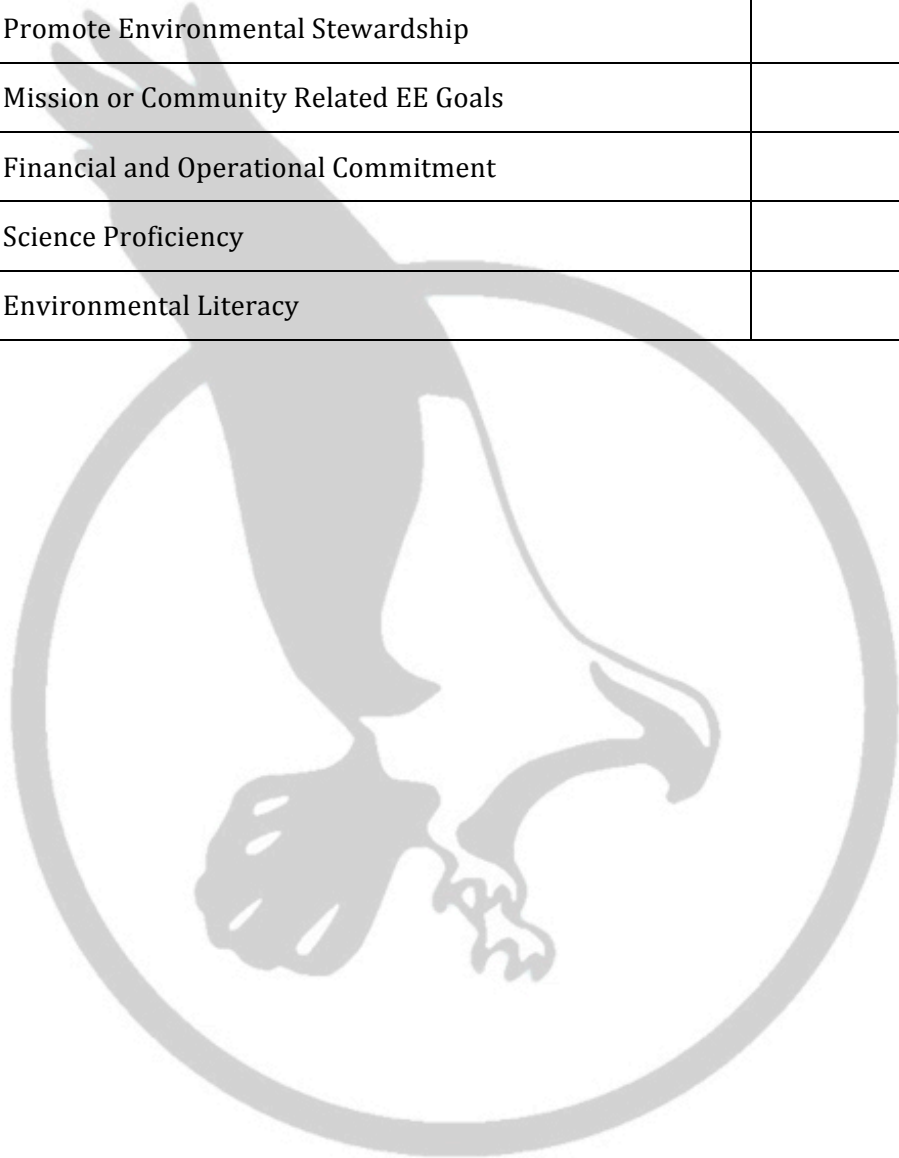 Promote Environmental Stewardship
Mission or Community Related EE Goals
Financial and Operational Commitment
Science Proficiency
Environmental Literacy